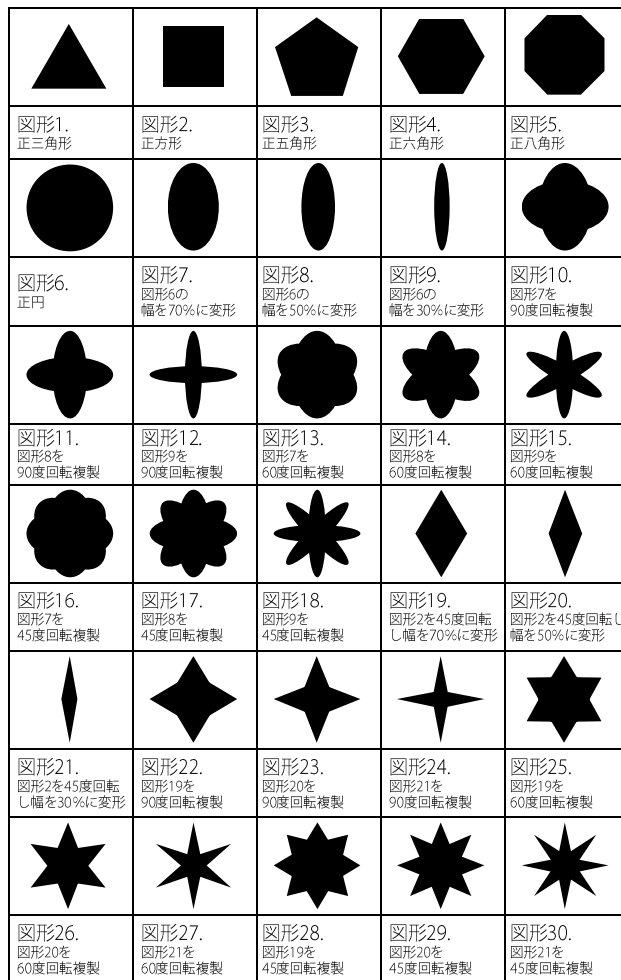 図形1.
正三角形
図形2.
正方形
図形3.
正五角形
図形4.
正六角形
図形5.
正八角形
図形6.
正円
図形7.
図形6の
幅を70%に変形
図形8.
図形6の
幅を50%に変形
図形9.
図形6の
幅を30%に変形
図形10.
図形7を
90度回転複製
図形11.
図形8を
90度回転複製
図形12.
図形9を
90度回転複製
図形13.
図形7を
60度回転複製
図形14.
図形8を
60度回転複製
図形15.
図形9を
60度回転複製
図形16.
図形7を
45度回転複製
図形17.
図形8を
45度回転複製
図形18.
図形9を
45度回転複製
図形19.
図形2を45度回転
し幅を70%に変形
図形20.
図形2を45度回転し
幅を50%に変形
図形21.
図形2を45度回転
し幅を30%に変形
図形22.
図形19を
90度回転複製
図形23.
図形20を
90度回転複製
図形24.
図形21を
90度回転複製
図形25.
図形19を
60度回転複製
図形26.
図形20を
60度回転複製
図形27.
図形21を
60度回転複製
図形28.
図形19を
45度回転複製
図形29.
図形20を
45度回転複製
図形30.
図形21を
45度回転複製